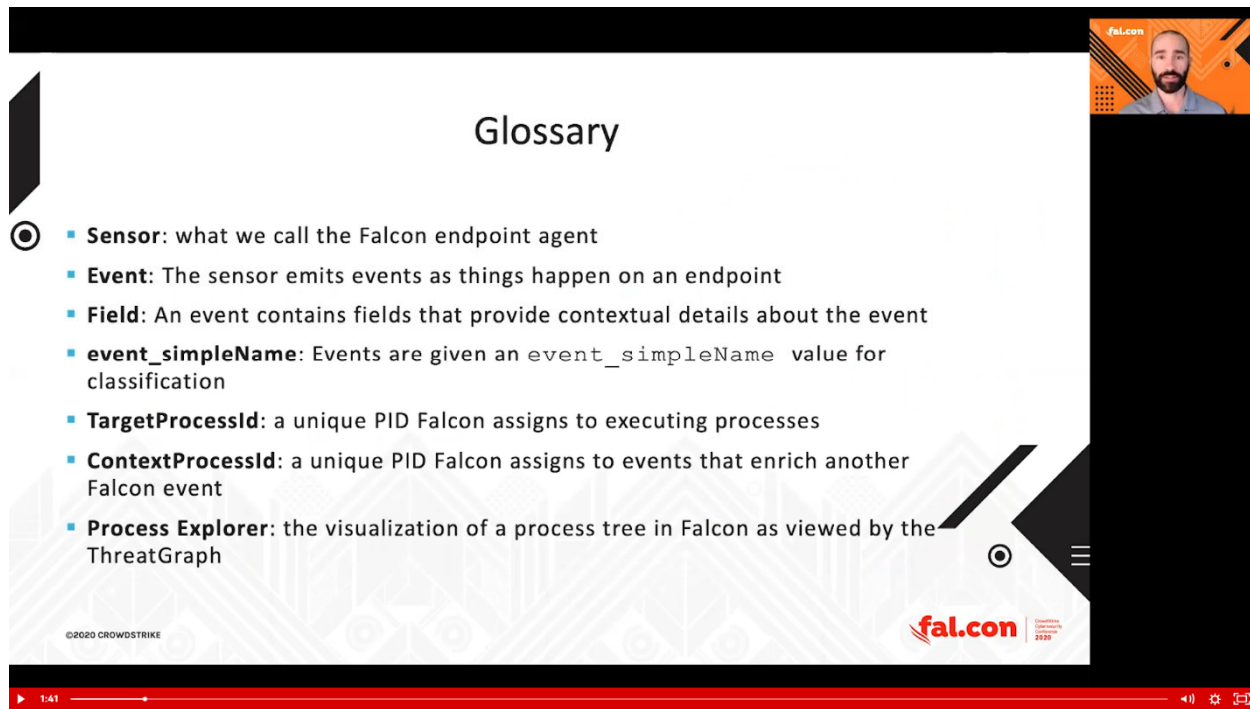 fal.con
Glossary
Sensor: what we call the Falcon endpoint agent
Event: The sensor emits events as things happen on an endpoint
Field: An event contains fields that provide contextual details about the event
event_simpleName: Events are given an event_simpleName value for
classification
TargetProcessId: a unique PID Falcon assigns to executing processes
ContextProcessId: a unique PID Falcon assigns to events that enrich another
Falcon event
Process Explorer: the visualization of a process tree in Falcon as viewed by the
ThreatGraph
©2020 CROWDSTRIKE
fal.con
CrowdStrike
Cybersecurity
Conference
2020
1:41